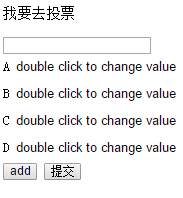 我要去投票
A double click to change value
B double click to change value
C double click to change value
D double click to change value
add 提交